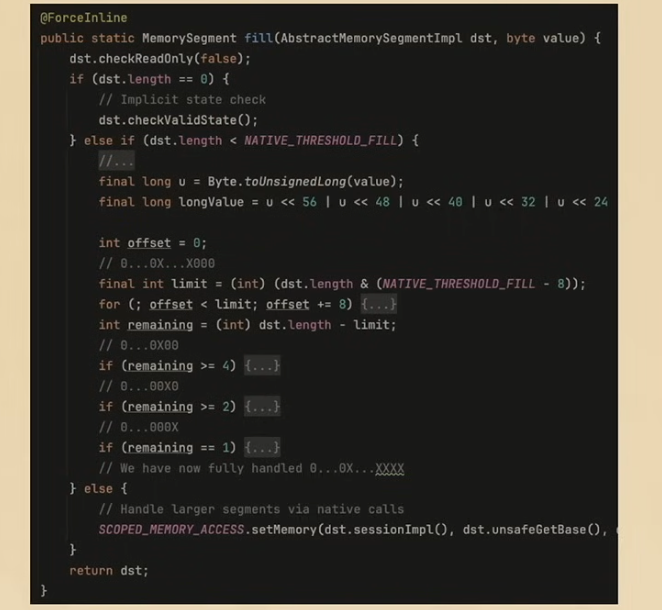 @ForceInline
public static MemorySegment fill(AbstractMemorySegmentImpl dst, byte value) {
dst.checkReadOnly(false);
if (dst.length == 0) {
// Implicit state check
dst.checkValidState();
} else if (dst.length < NATIVE_THRESHOLD_FILL) {
//...
final long u = Byte.toUnsignedLong(value);
final long longValue = u << 56 | u << 48 | u << 40 | u << 32 | u << 24
int offset = 0;
// 0...0X...X000
final int limit = (int) (dst.length & (NATIVE_THRESHOLD_FILL - 8));
for (; offset < limit; offset += 8) {...}
int remaining = (int) dst.length - limit;
// 0...0X00
if (remaining >= 4) {...}
// 0...00X0
if (remaining >= 2) {...}
// 0...000X
if (remaining == 1) {...}
// We have now fully handled 0...0X...XXXX
} else {
// Handle larger segments via native calls
SCOPED_MEMORY_ACCESS.setMemory(dst.sessionImpl(), dst.unsafeGetBase(),
}
return dst;
}